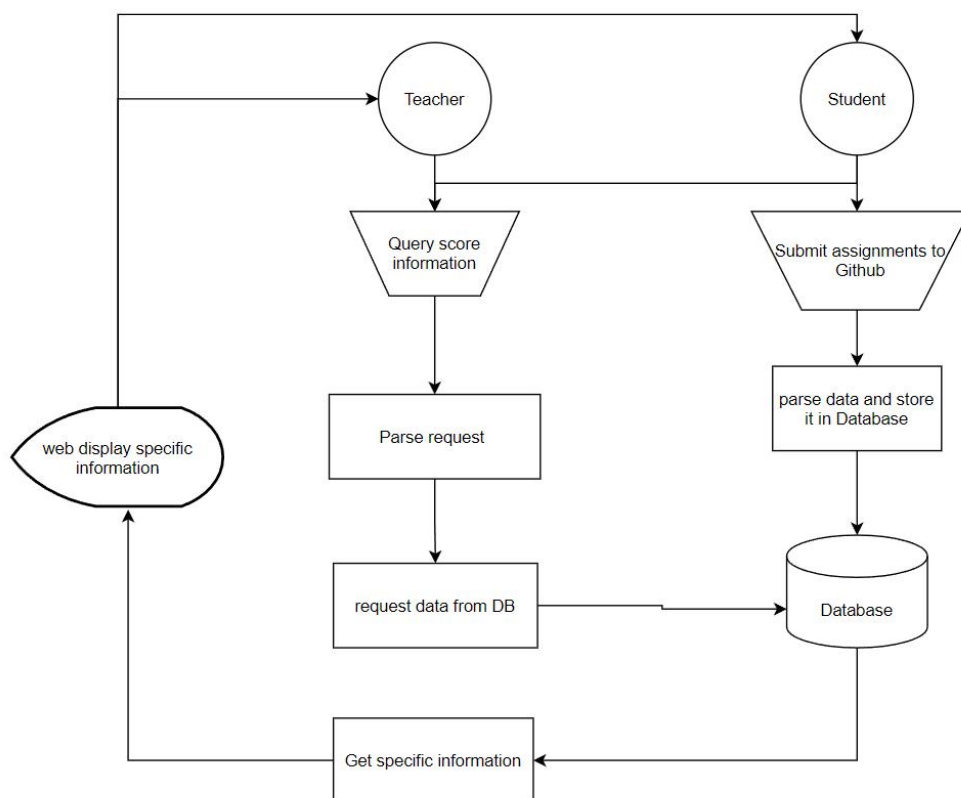 Teacher
Student
Query score
information
Submit assignments to
Github
parse data and store
it in Database
Parse request
web display specific
information
request data from DB
Database
Get specific information